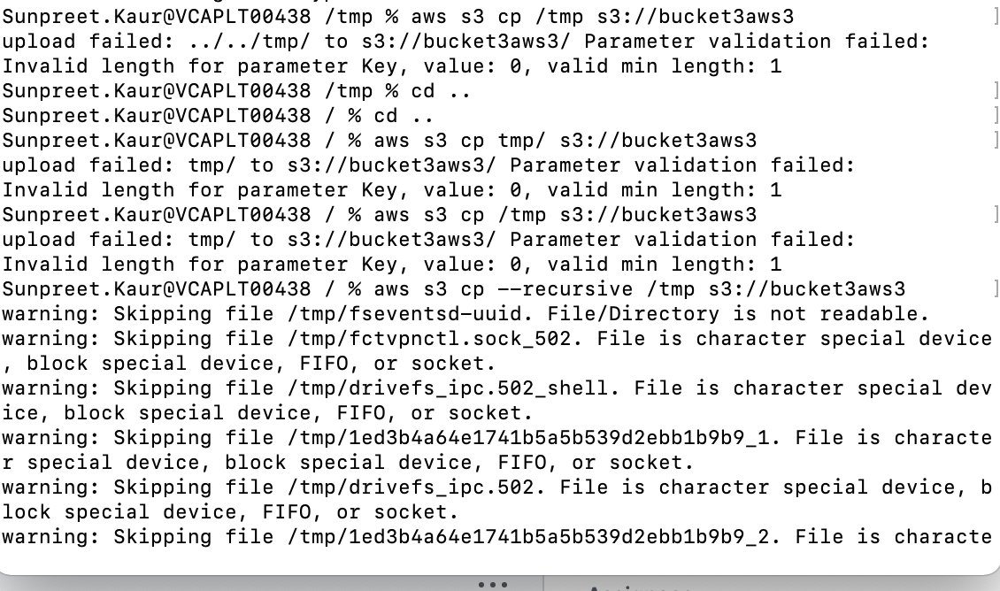 Sunpreet.Kaur@VCAPLT00438 /tmp % aws s3 cp /tmp s3://bucket3aws3
upload failed: ../../tmp/ to s3://bucket3aws3/ Parameter validation failed:
Invalid length for parameter Key, value: 0, valid min length: 1
Sunpreet.Kaur@VCAPLT00438 /tmp % cd ..
Sunpreet.Kaur@VCAPLT00438 / % cd ..
Sunpreet.Kaur@VCAPLT00438 / % aws s3 cp tmp/ s3://bucket3aws3
upload failed: tmp/ to s3://bucket3aws3/ Parameter validation failed:
Invalid length for parameter Key, value: 0, valid min length: 1
Sunpreet.Kaur@VCAPLT00438 / % aws s3 cp /tmp s3://bucket3aws3
upload failed: tmp/ to s3://bucket3aws3/ Parameter validation failed:
Invalid length for parameter Key, value: 0, valid min length: 1
Sunpreet.Kaur@VCAPLT00438 / % aws s3 cp --recursive /tmp s3://bucket3aws3
warning: Skipping file /tmp/fseventsd-uuid. File/Directory is not readable.
warning: Skipping file /tmp/fctvpnctl.sock_502. File is character special device
, block special device, FIFO, or socket.
warning: Skipping file /tmp/drivefs_ipc.502_shell. File is character special dev
ice, block special device, FIFO, or socket.
warning: Skipping file /tmp/1ed3b4a64e1741b5a5b539d2ebb1b9b9_1. File is characte
r special device, block special device, FIFO, or socket.
warning: Skipping file /tmp/drivefs_ipc.502. File is character special device, b
lock special device, FIFO, or socket.
warning: Skipping file /tmp/1ed3b4a64e1741b5a5b539d2ebb1b9b9_2. File is characte